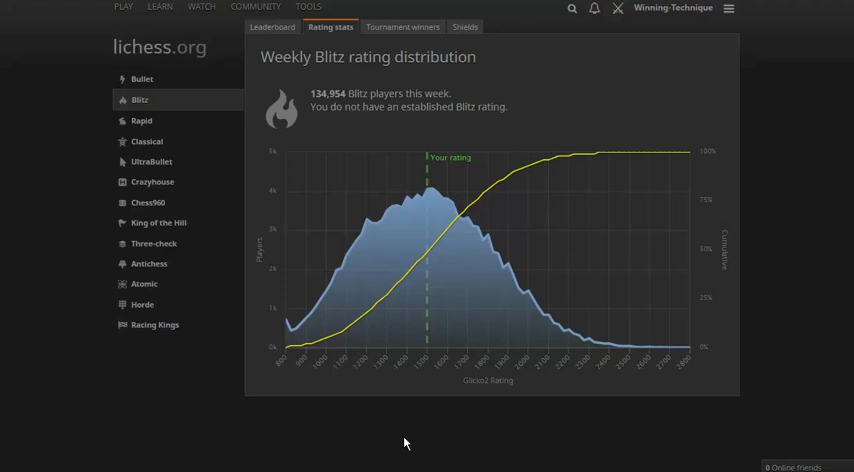 PLAY LEARN WATCH COMMUNITY TOOLS Winning-Technique
lichess.org
Leaderboard Rating stats Tournament winners Shields
Bullet
Blitz
Rapid
Classical
UltraBullet
Crazyhouse
Chess960
King of the Hill
Three-check
Antichess
Atomic
Horde
Racing Kings
Weekly Blitz rating distribution
134,954 Blitz players this week.
You do not have an established Blitz rating.
Your rating
5k
4k
3k
2k
1k
0k
Players
100%
75%
50%
25%
0%
Cumulative
800 900 1000 1100 1200 1300 1400 1500 1600 1700 1800 1900 2000 2100 2200 2300 2400 2500 2600 2700 2800
Glicko2 Rating
0 Online friends